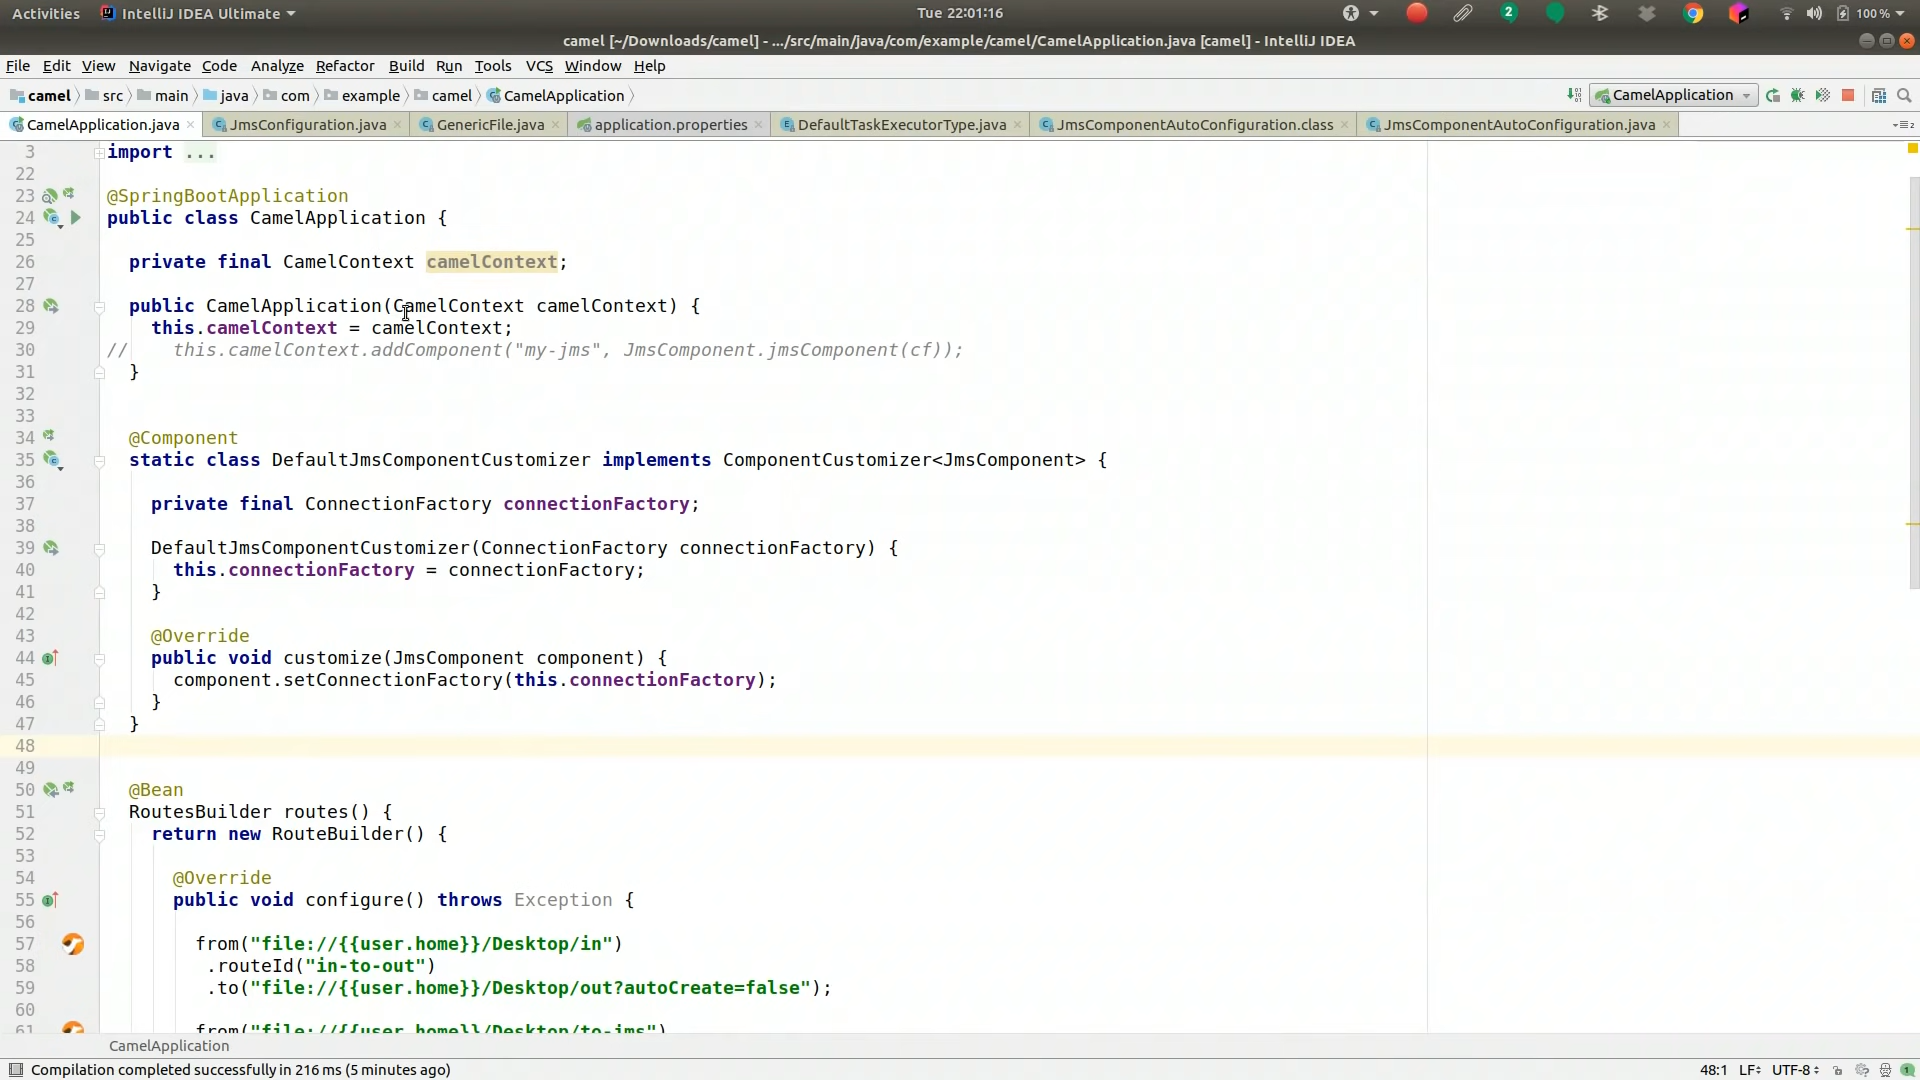 Activities IntelliJ IDEA Ultimate Tue 22:01:16 2 100 %
camel [~/Downloads/camel] - .../src/main/java/com/example/camel/CamelApplication.java [camel] - IntelliJ IDEA
File Edit View Navigate Code Analyze Refactor Build Run Tools VCS Window Help
camel src main java com example camel CamelApplication CamelApplication
CamelApplication.java JmsConfiguration.java GenericFile.java application.properties DefaultTaskExecutorType.java JmsComponentAutoConfiguration.class JmsComponentAutoConfiguration.java
3 import ...
22
23 @SpringBootApplication
24 public class CamelApplication {
25
26 private final CamelContext camelContext;
27
28 public CamelApplication(CamelContext camelContext) {
29 this.camelContext = camelContext;
30 // this.camelContext.addComponent("my-jms", JmsComponent.jmsComponent(cf));
31 }
32
33
34 @Component
35 static class DefaultJmsComponentCustomizer implements ComponentCustomizer<JmsComponent> {
36
37 private final ConnectionFactory connectionFactory;
38
39 DefaultJmsComponentCustomizer(ConnectionFactory connectionFactory) {
40 this.connectionFactory = connectionFactory;
41 }
42
43 @Override
44 public void customize(JmsComponent component) {
45 component.setConnectionFactory(this.connectionFactory);
46 }
47 }
48
49
50 @Bean
51 RoutesBuilder routes() {
52 return new RouteBuilder() {
53
54 @Override
55 public void configure() throws Exception {
56
57 from("file://{{user.home}}/Desktop/in")
58 .routeId("in-to-out")
59 .to("file://{{user.home}}/Desktop/out?autoCreate=false");
60
61 from("file://{{user.home}}/Desktop/to-jms")
CamelApplication
Compilation completed successfully in 216 ms (5 minutes ago) 48:1 LF UTF-8 1